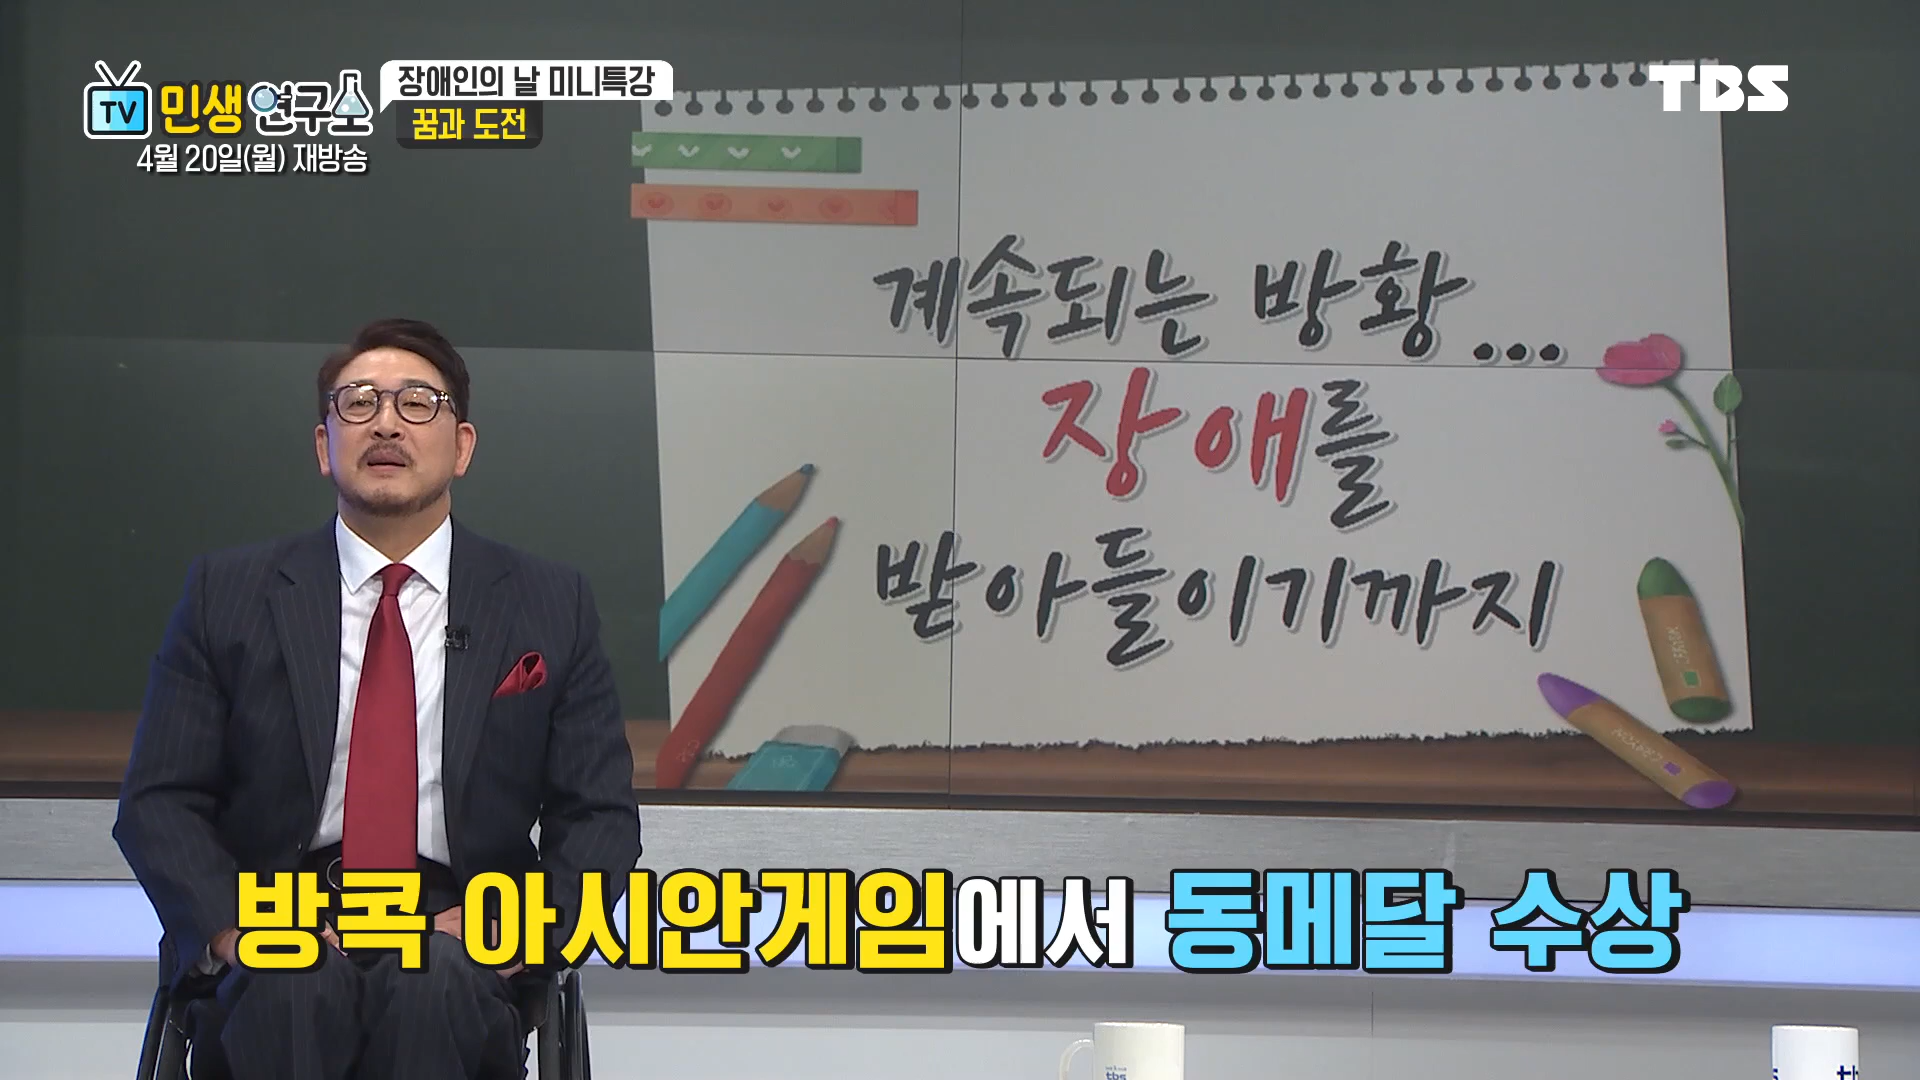 TV 민생연구소
장애인의 날 미니특강
꿈과 도전
4월 20일(월) 재방송
TBS
계속되는 방황...
장애를
받아들이기까지
방콕 아시안게임에서 동메달 수상
tbs